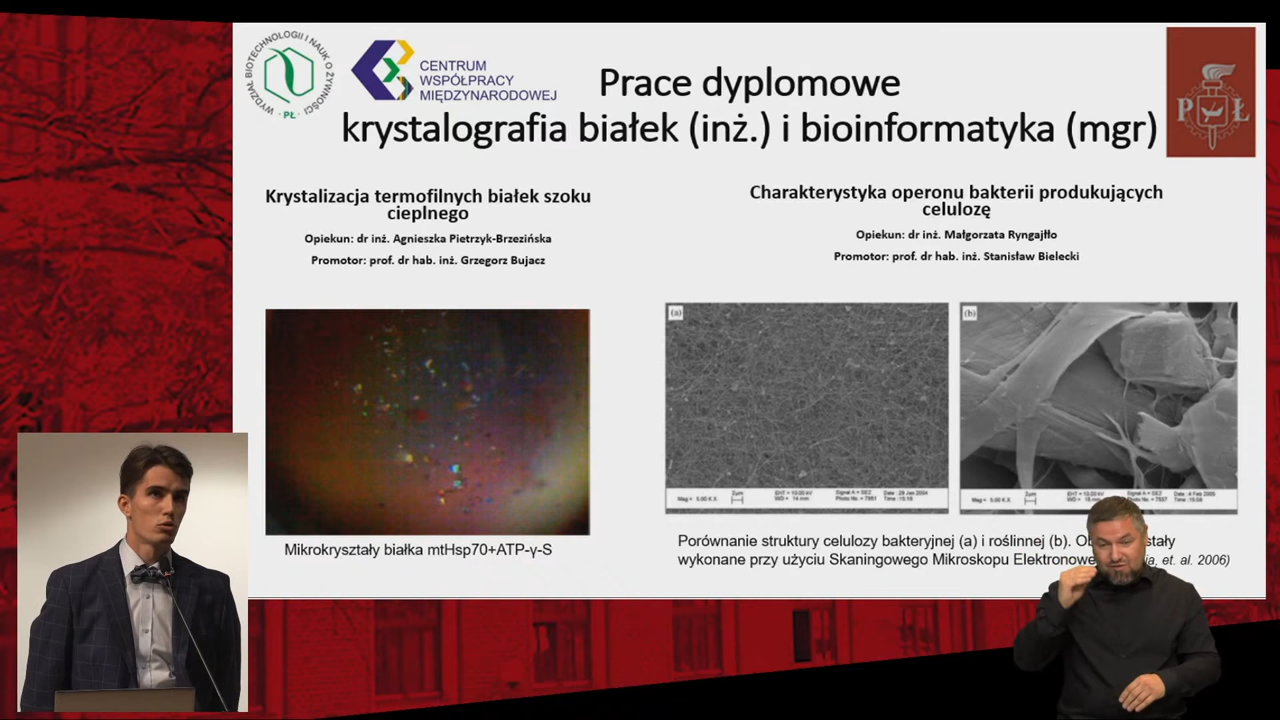 WYDZIAŁ BIOTECHNOLOGII I NAUK O ŻYWNOŚCI
· PŁ ·
CENTRUM
WSPÓŁPRACY
MIĘDZYNARODOWEJ
P Ł
Prace dyplomowe
krystalografia białek (inż.) i bioinformatyka (mgr)
Krystalizacja termofilnych białek szoku
cieplnego
Opiekun: dr inż. Agnieszka Pietrzyk-Brzezińska
Promotor: prof. dr hab. inż. Grzegorz Bujacz
Mikrokryształy białka mtHsp70+ATP-γ-S
Charakterystyka operonu bakterii produkujących
celulozę
Opiekun: dr inż. Małgorzata Ryngajłło
Promotor: prof. dr hab. inż. Stanisław Bielecki
(a)
(b)
Porównanie struktury celulozy bakteryjnej (a) i roślinnej (b).
wykonane przy użyciu Skaningowego Mikroskopu et. al. 2006)